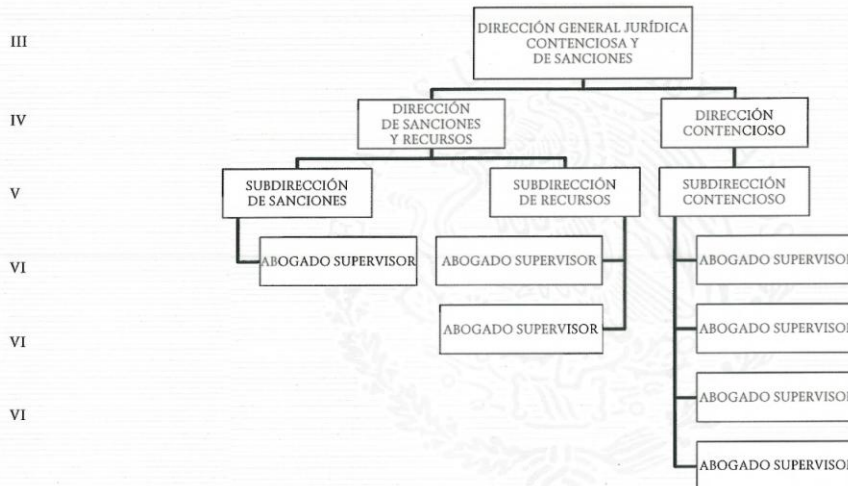 III
DIRECCIÓN GENERAL JURÍDICA
CONTENCIOSA Y
DE SANCIONES
IV
DIRECCIÓN
DE SANCIONES
Y RECURSOS
DIRECCIÓN
CONTENCIOSO
V
SUBDIRECCIÓN
DE SANCIONES
SUBDIRECCIÓN
DE RECURSOS
SUBDIRECCIÓN
CONTENCIOSO
VI
ABOGADO SUPERVISOR
ABOGADO SUPERVISOR
ABOGADO SUPERVISOR
VI
ABOGADO SUPERVISOR
ABOGADO SUPERVISOR
VI
ABOGADO SUPERVISOR
ABOGADO SUPERVISOR